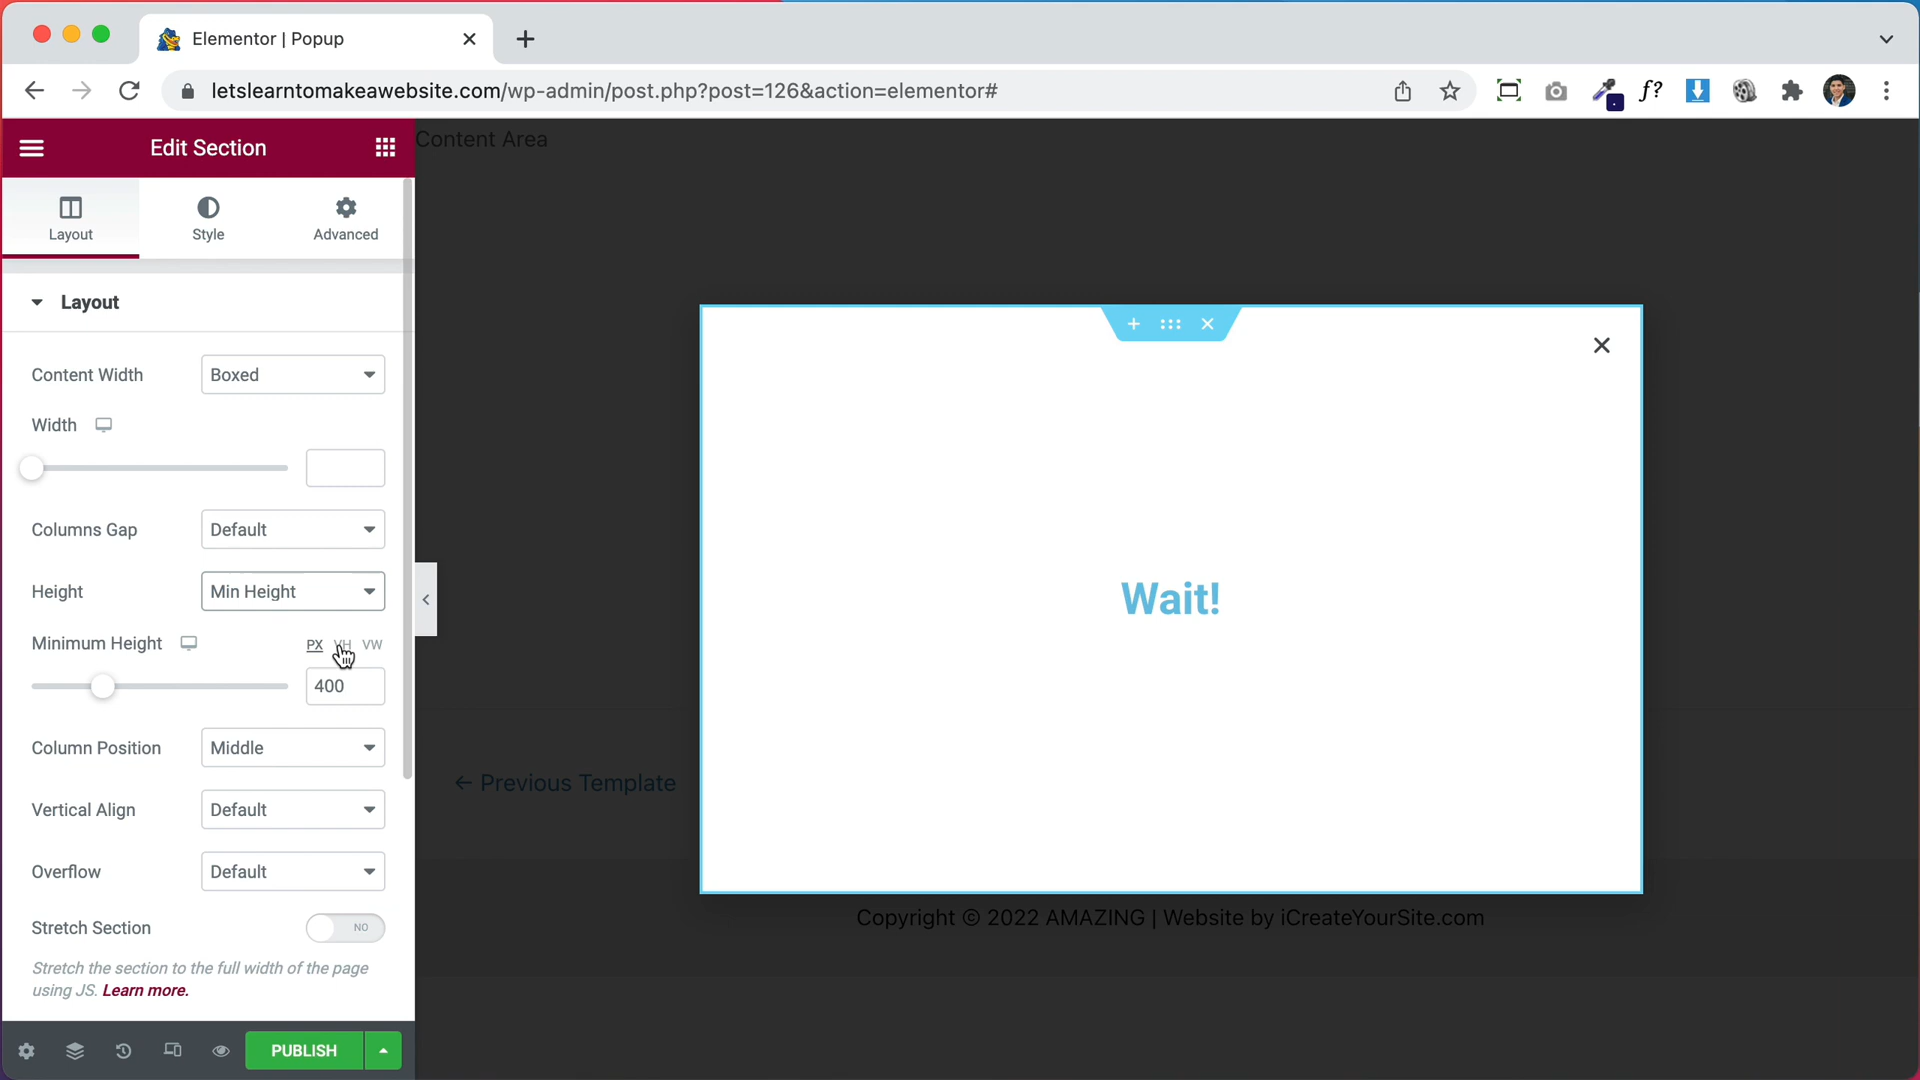 Elementor | Popup
letslearntomakeawebsite.com/wp-admin/post.php?post=126&action=elementor#
f?
Edit Section
Content Area
Layout
Style
Advanced
Layout
Content Width
Boxed
Width
Columns Gap
Default
Height
Min Height
Minimum Height
PX VH VW
400
Column Position
Middle
Vertical Align
Default
Overflow
Default
Stretch Section
NO
Stretch the section to the full width of the page
using JS. Learn more.
PUBLISH
Wait!
← Previous Template
Copyright © 2022 AMAZING | Website by iCreateYourSite.com